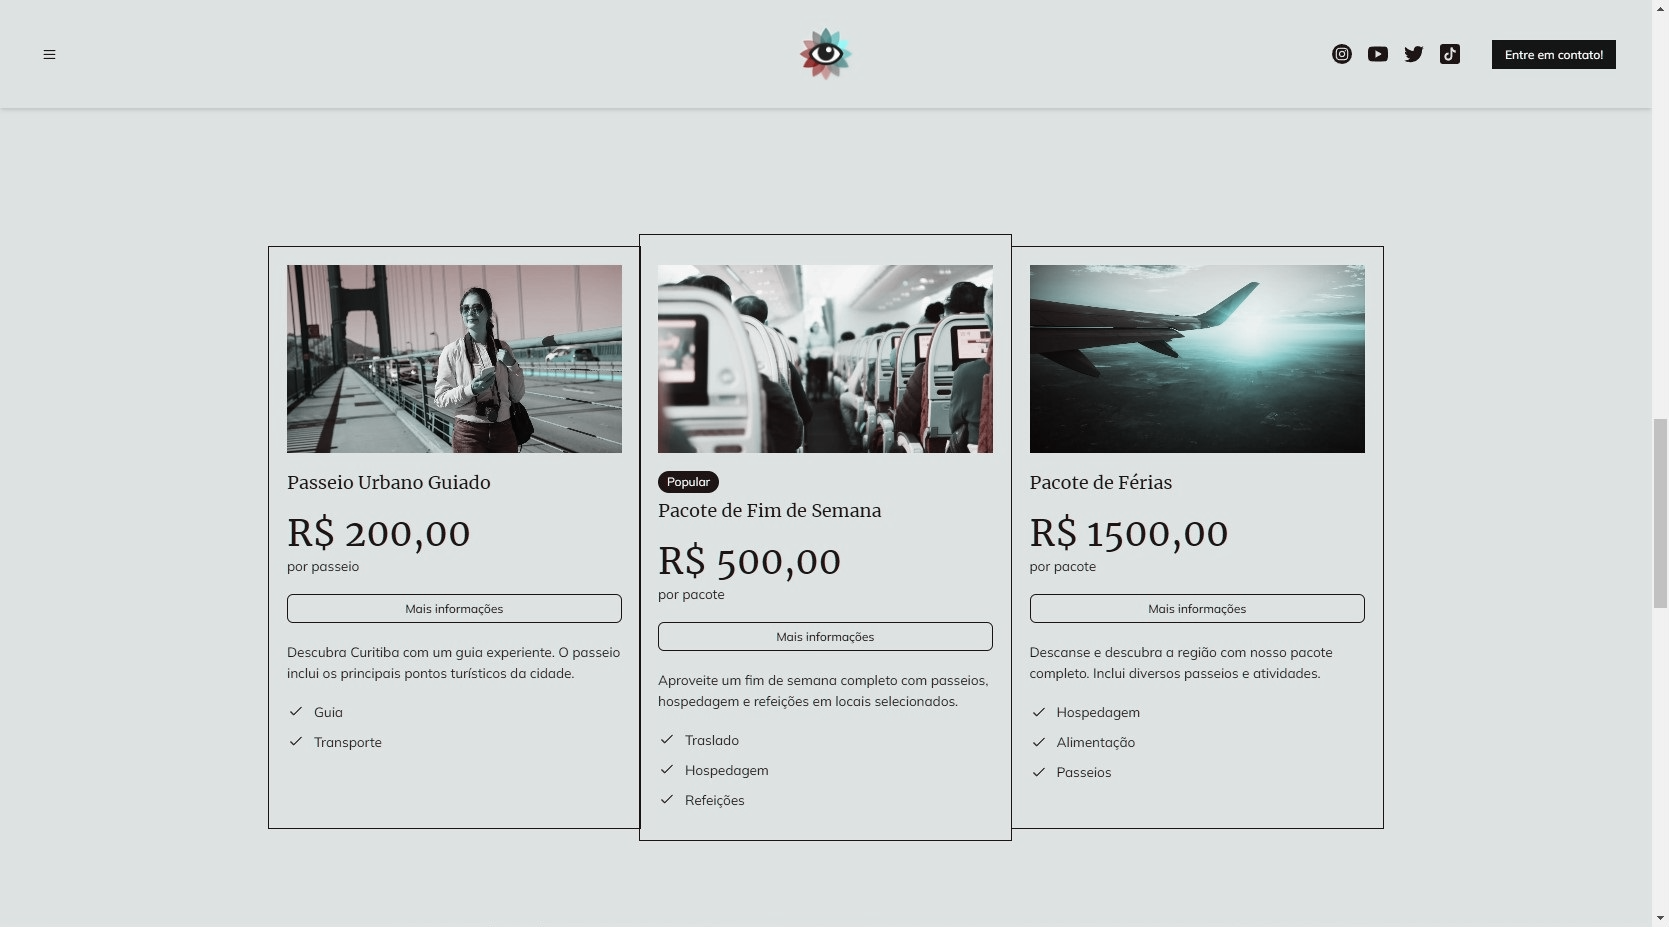 Entre em contato!
Passeio Urbano Guiado
R$ 200,00
por passeio
Mais informações
Descubra Curitiba com um guia experiente. O passeio
inclui os principais pontos turísticos da cidade.
Guia
Transporte
Popular
Pacote de Fim de Semana
R$ 500,00
por pacote
Mais informações
Aproveite um fim de semana completo com passeios,
hospedagem e refeições em locais selecionados.
Traslado
Hospedagem
Refeições
Pacote de Férias
R$ 1500,00
por pacote
Mais informações
Descanse e descubra a região com nosso pacote
completo. Inclui diversos passeios e atividades.
Hospedagem
Alimentação
Passeios